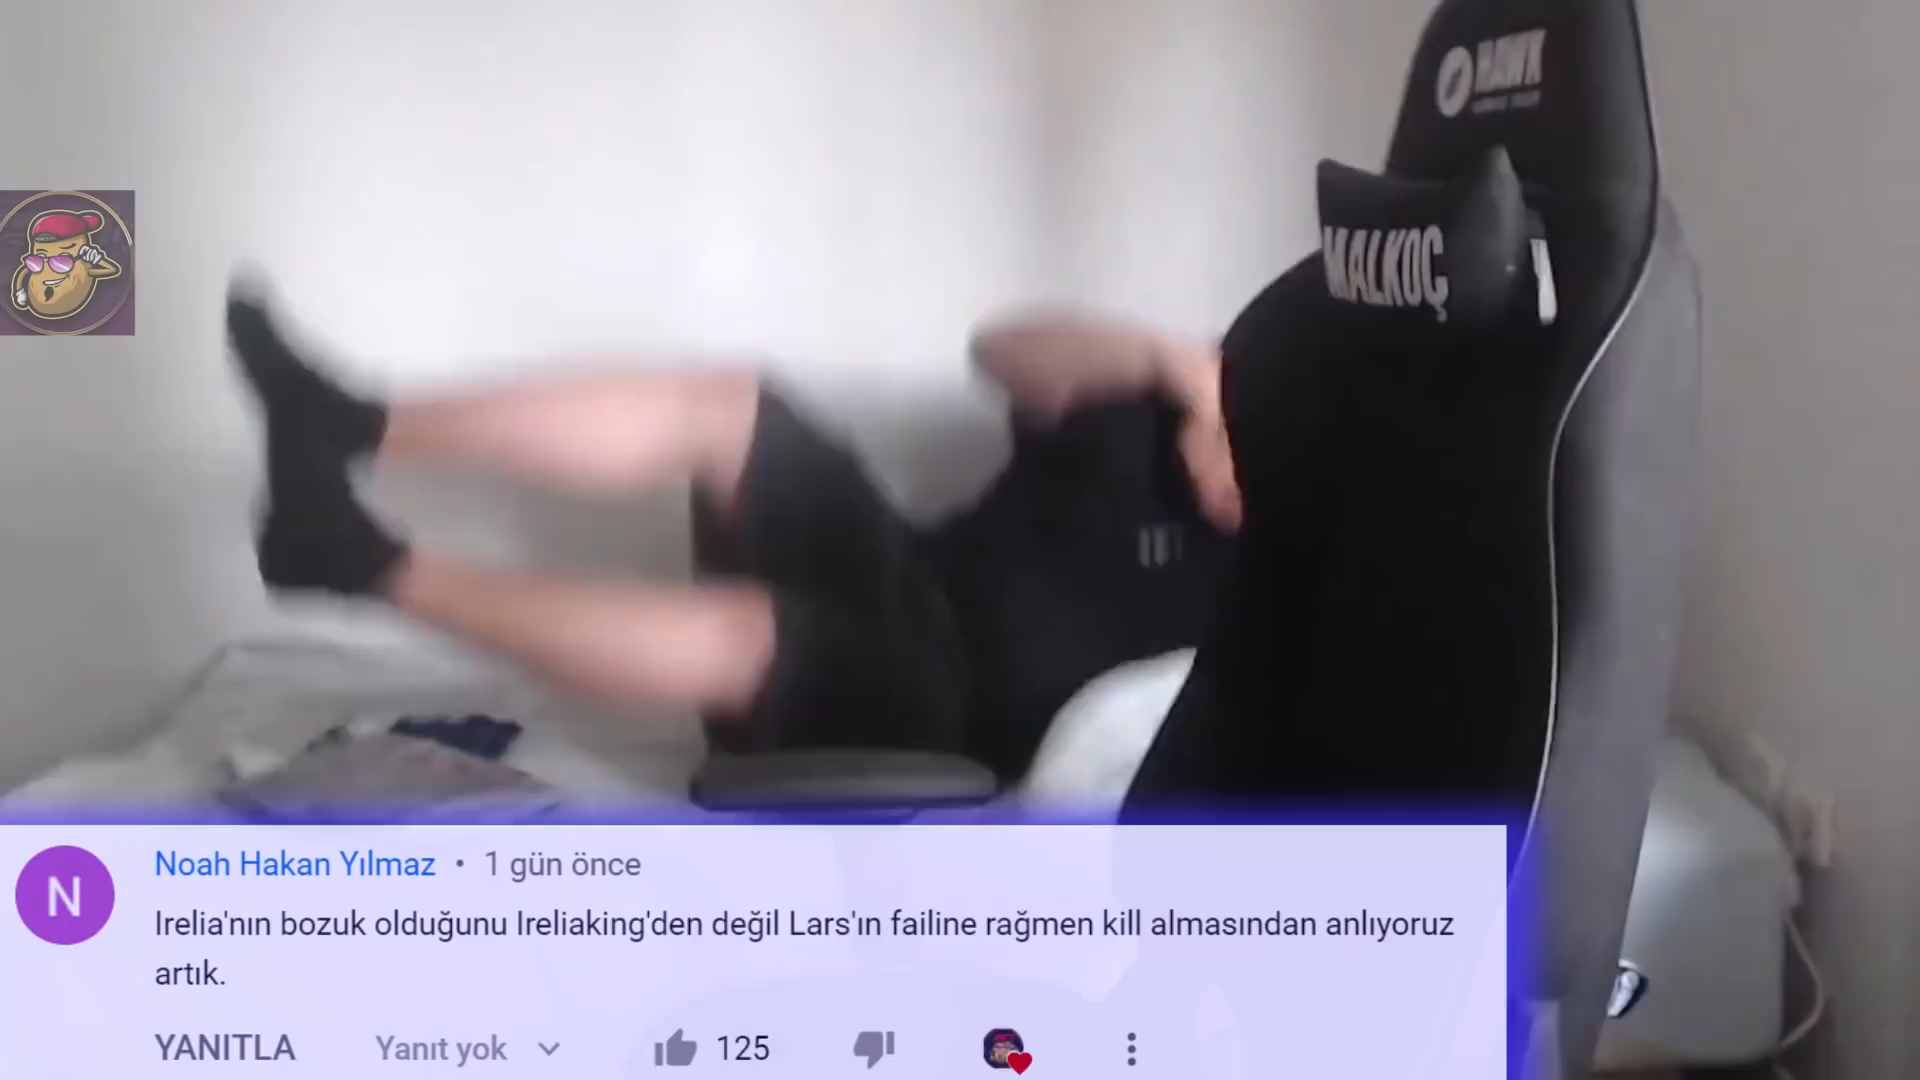 HAWK
MALKOÇ
N
Noah Hakan Yılmaz • 1 gün önce
Irelia'nın bozuk olduğunu Ireliaking'den değil Lars'ın failine rağmen kill almasından anlıyoruz
artık.
YANITLA Yanıt yok 125